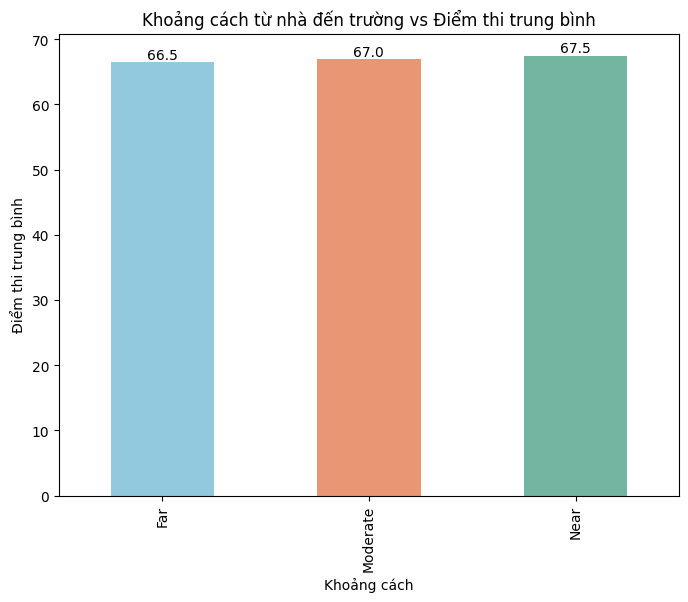 Khoảng cách từ nhà đến trường vs Điểm thi trung bình
70
60
50
40
30
20
10
0
Điểm thi trung bình
66.5
67.0
67.5
Far
Moderate
Near
Khoảng cách